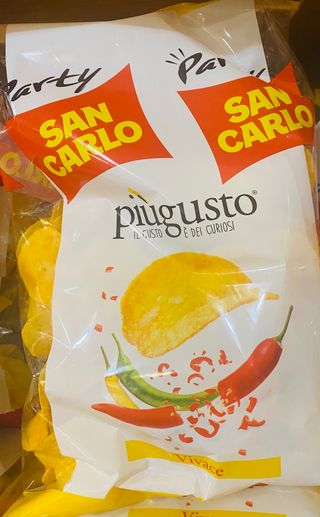 Party
SAN
CARLO
Party
SAN
CARLO
piùgusto®
IL GUSTO È DEI CURIOSI
Vivace